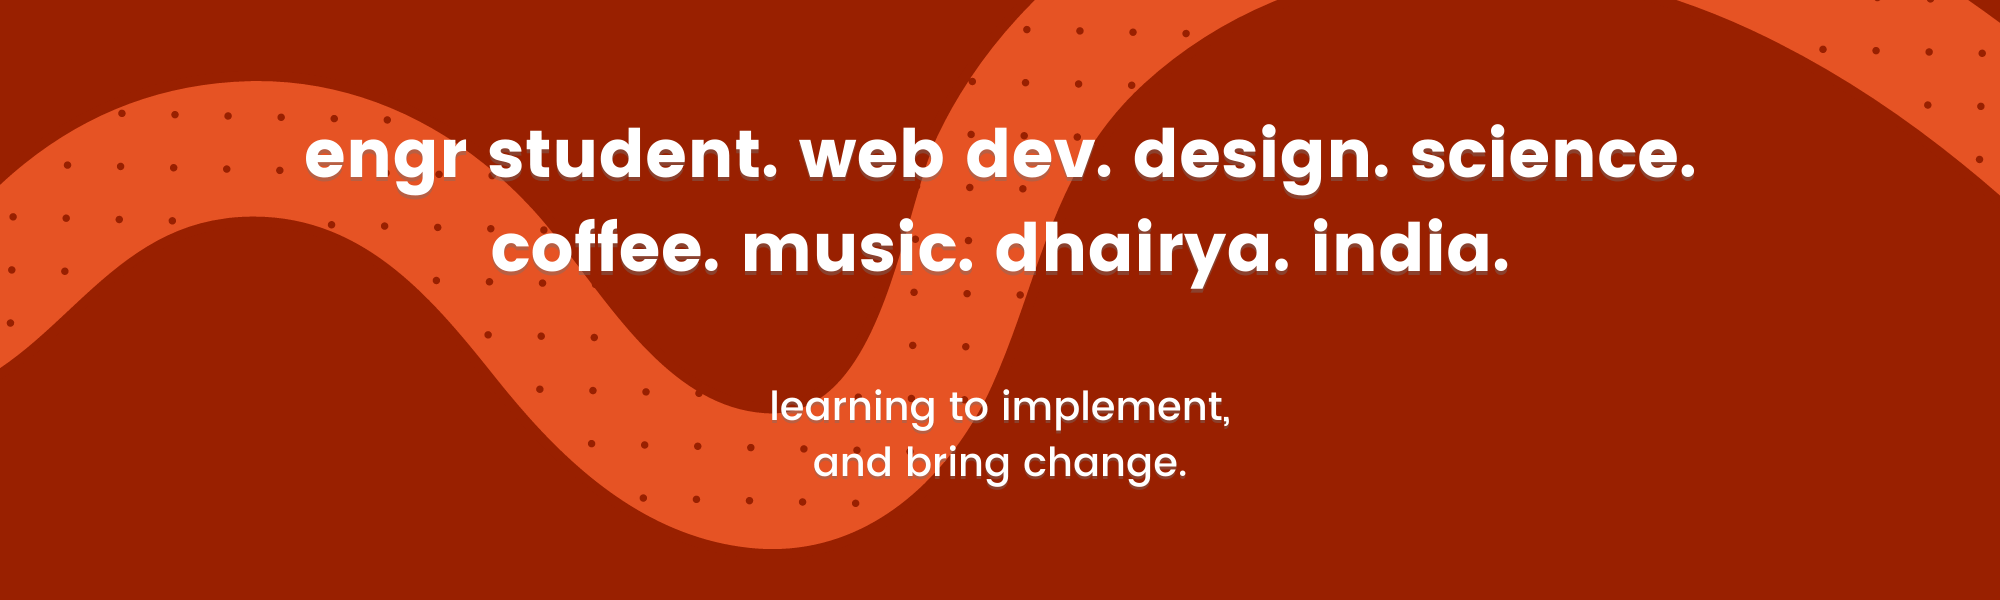 engr student. web dev. design. science.
coffee. music. dhairya. india.
learning to implement,
and bring change.